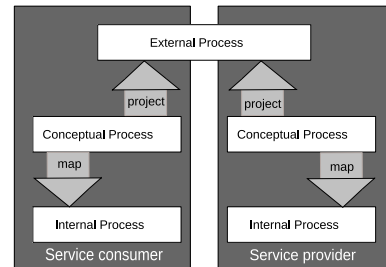 External Process
project
project
Conceptual Process
Conceptual Process
map
map
Internal Process
Internal Process
Service consumer
Service provider